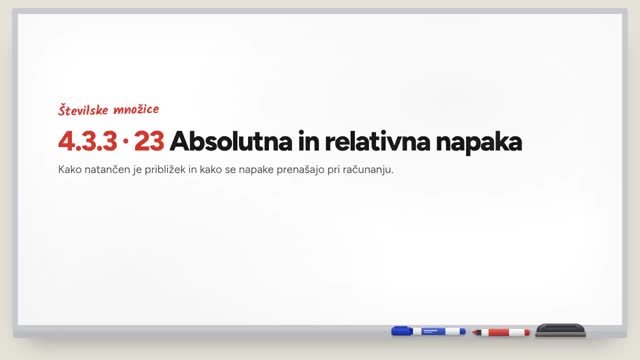 Številske množice
4.3.3 · 23 Absolutna in relativna napaka
Kako natančen je približek in kako se napake prenašajo pri računanju.